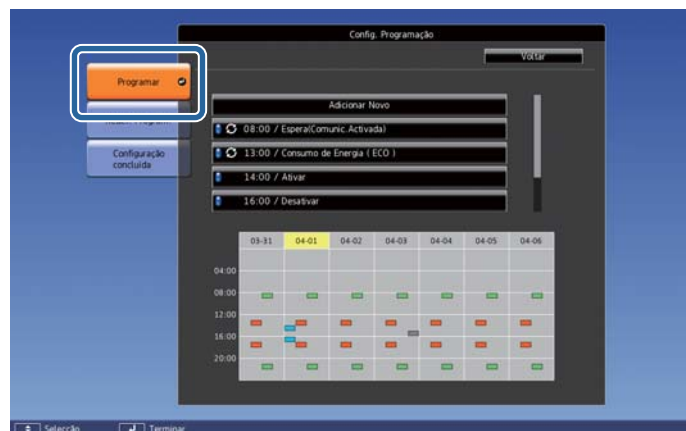 Config. Programação
Voltar
Programar
Adicionar Novo
08:00 / Espera(Comunic.Activada)
Configuração
concluída
13:00 / Consumo de Energia ( ECO )
14:00 / Ativar
16:00 / Desativar
03-31 04-01 04-02 04-03 04-04 04-05 04-06
04:00
08:00
12:00
16:00
20:00
Selecção Terminar